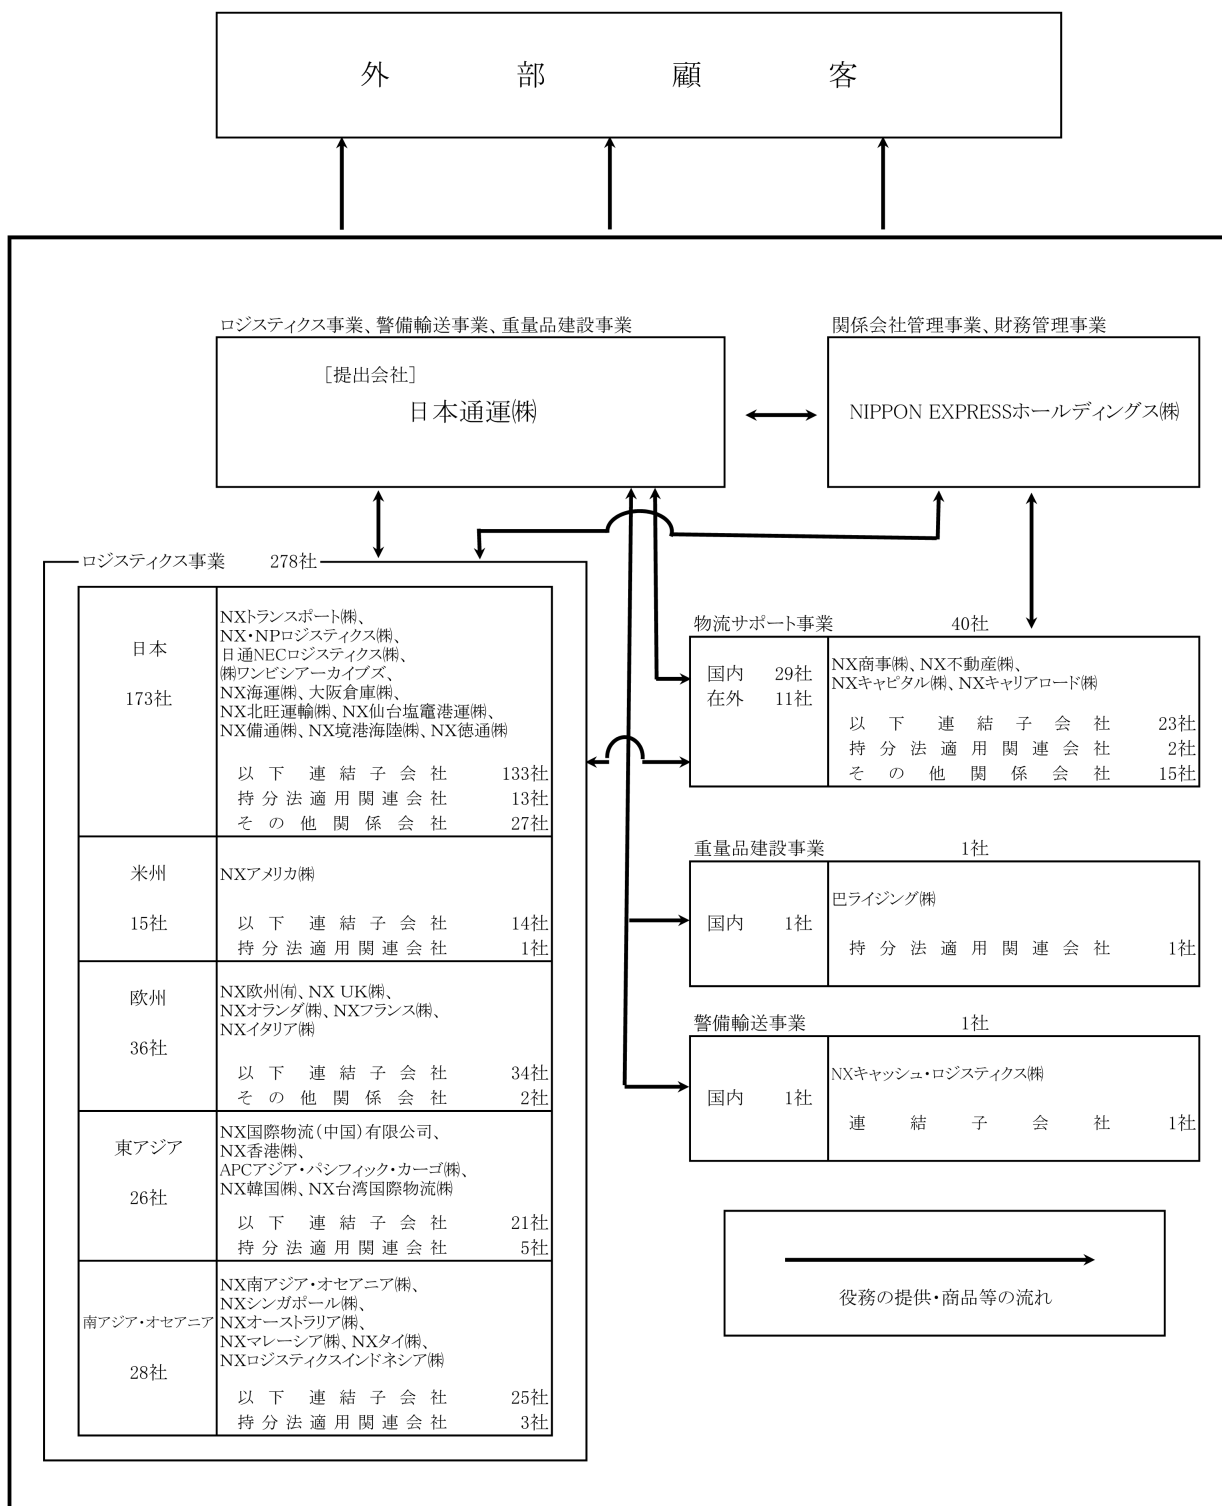 外部顧客
ロジスティクス事業、警備輸送事業、重量品建設事業
[提出会社]
日本通運㈱
関係会社管理事業、財務管理事業
NIPPON EXPRESSホールディングス㈱
ロジスティクス事業 278社
日本
173社
NXトランスポート㈱、
NX・NPロジスティクス㈱、
日通NECロジスティクス㈱、
㈱ワンビシアーカイブズ、
NX海運㈱、大阪倉庫㈱、
NX北旺運輸㈱、NX仙台塩竈港運㈱、
NX備通㈱、NX境港海陸㈱、NX徳通㈱
以下連結子会社 133社
持分法適用関連会社 13社
その他関係会社 27社
米州
15社
NXアメリカ㈱
以下連結子会社 14社
持分法適用関連会社 1社
欧州
36社
NX欧州㈲、NX UK㈱、
NXオランダ㈱、NXフランス㈱、
NXイタリア㈱
以下連結子会社 34社
その他関係会社 2社
東アジア
26社
NX国際物流(中国)有限公司、
NX香港㈱、
APCアジア・パシフィック・カーゴ㈱、
NX韓国㈱、NX台湾国際物流㈱
以下連結子会社 21社
持分法適用関連会社 5社
南アジア・オセアニア
28社
NX南アジア・オセアニア㈱、
NXシンガポール㈱、
NXオーストラリア㈱、
NXマレーシア㈱、NXタイ㈱、
NXロジスティクスインドネシア㈱
以下連結子会社 25社
持分法適用関連会社 3社
物流サポート事業 40社
国内 29社
在外 11社
NX商事㈱、NX不動産㈱、
NXキャピタル㈱、NXキャリアロード㈱
以下連結子会社 23社
持分法適用関連会社 2社
その他関係会社 15社
重量品建設事業 1社
国内 1社
巴ライジング㈱
持分法適用関連会社 1社
警備輸送事業 1社
国内 1社
NXキャッシュ・ロジスティクス㈱
連結子会社 1社
役務の提供・商品等の流れ